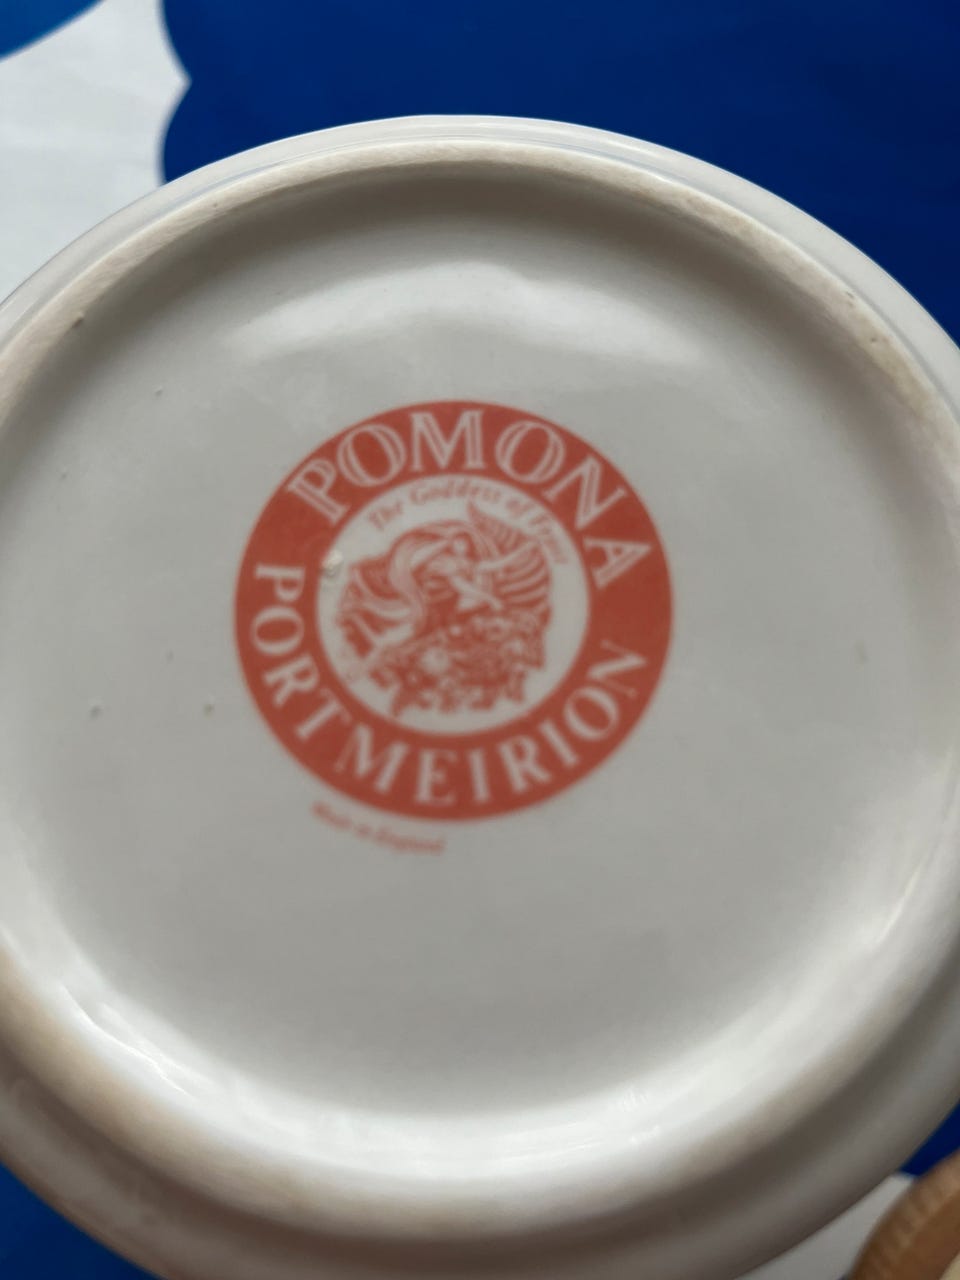 POMONA
The Goddess of Fruit
PORTMEIRION
Made in England